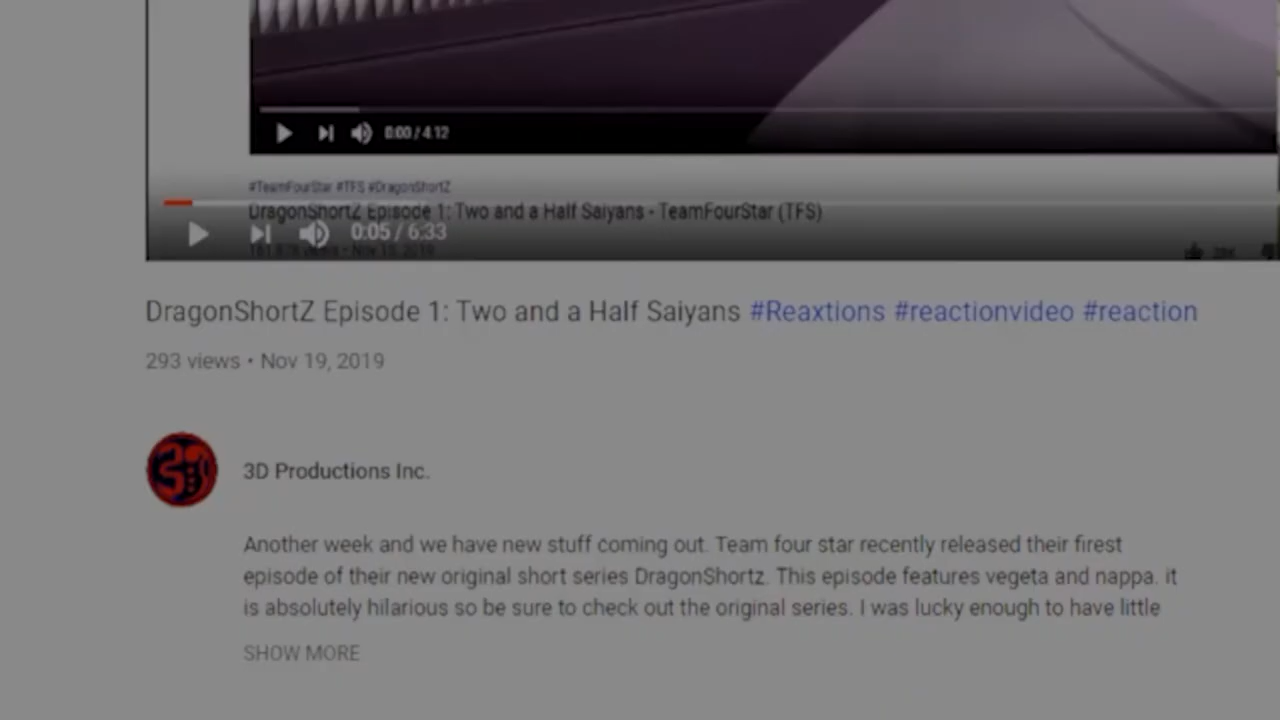 0:00 / 4:12
#TeamFourStar #TFS #DragonShortZ
DragonShortZ Episode 1: Two and a Half Saiyans - TeamFourStar (TFS)
0:05 / 6:33
views • Nov 2019
DragonShortZ Episode 1: Two and a Half Saiyans #Reaxtions #reactionvideo #reaction
293 views • Nov 19, 2019
3D Productions Inc.
Another week and we have new stuff coming out. Team four star recently released their firest
episode of their new original short series DragonShortz. This episode features vegeta and nappa. it
is absolutely hilarious so be sure to check out the original series. I was lucky enough to have little
SHOW MORE